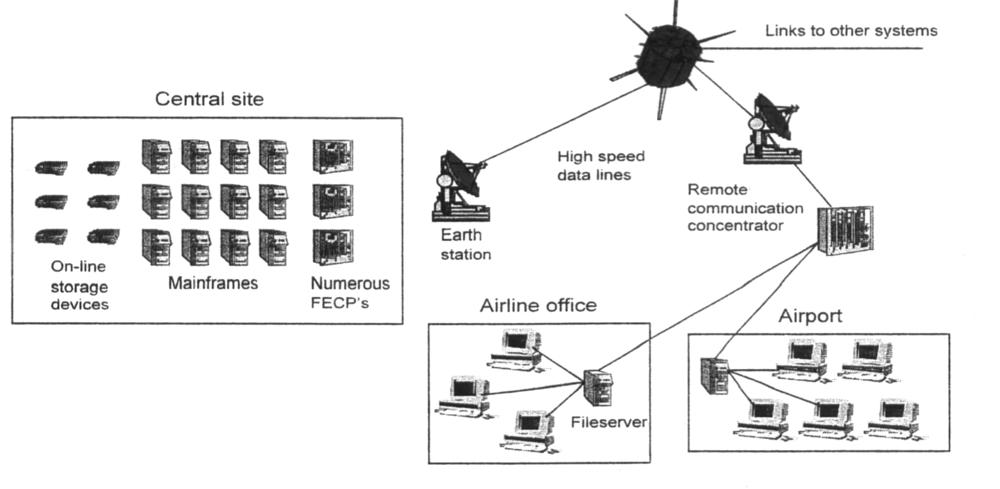 Links to other systems
Central site
High speed
data lines
Remote
communication
concentrator
Earth
station
On-line
storage
devices
Mainframes
Numerous
FECP's
Airline office
Airport
Fileserver